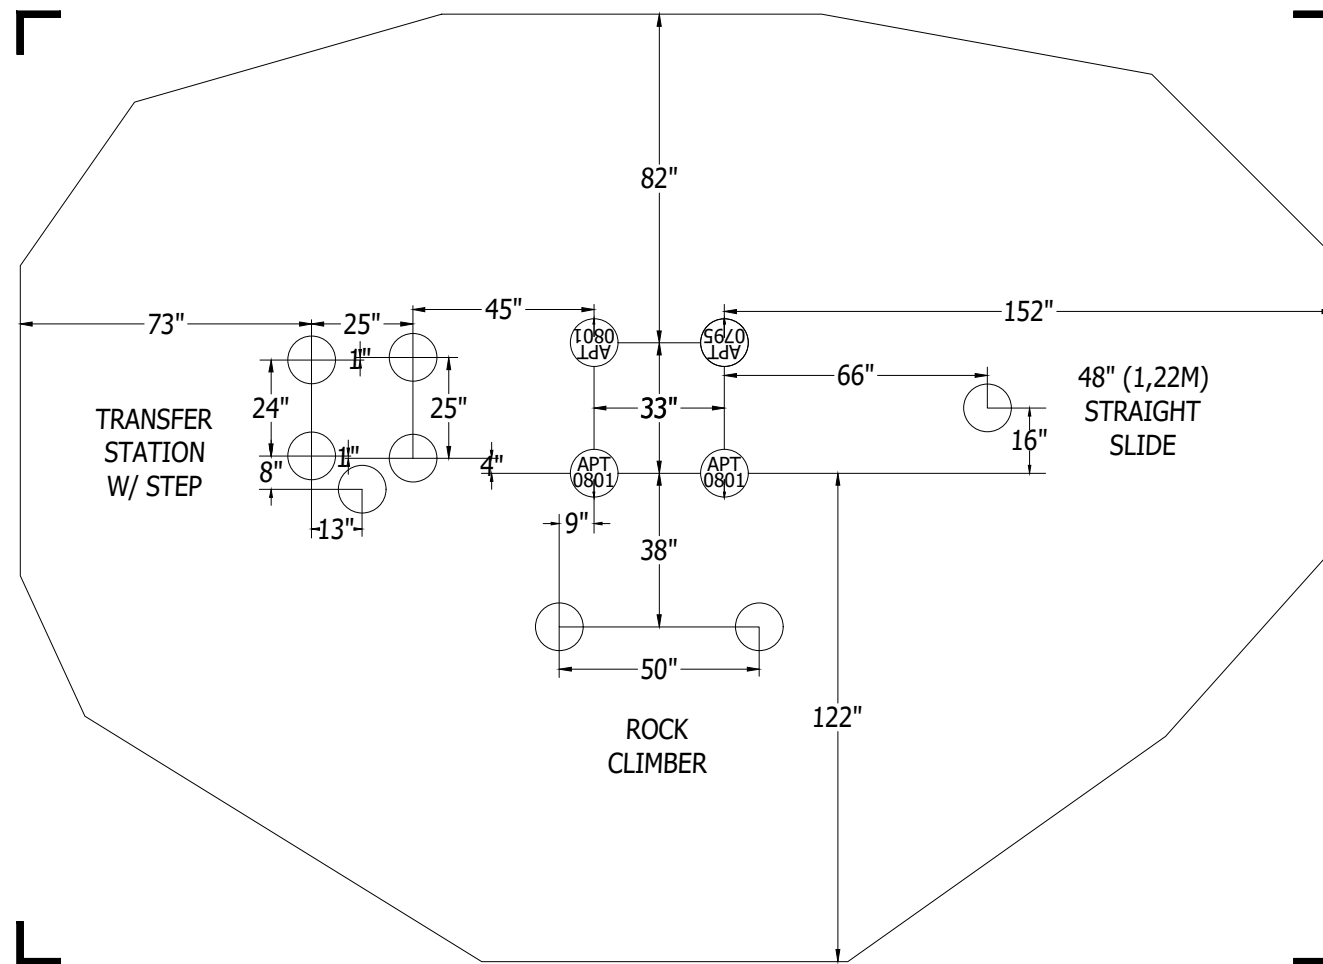 82"
45"
152"
73"
25"
APT
0801
APT
0795
1"
66"
48" (1,22M)
STRAIGHT
SLIDE
24"
25"
33"
TRANSFER
STATION
W/ STEP
16"
1"
8"
4"
APT
0801
APT
0801
13"
9"
38"
50"
122"
ROCK
CLIMBER